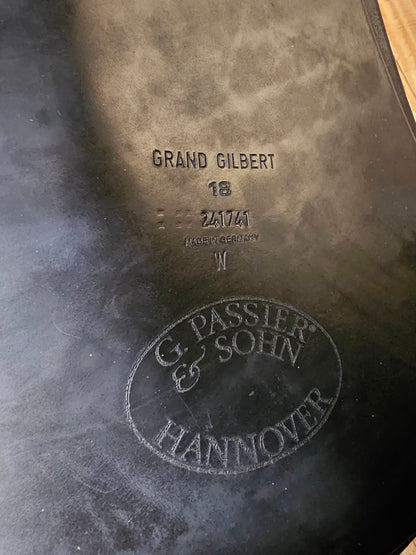 GRAND GILBERT
18
241741
MADE IN GERMANY
W
G. PASSIER®
& SOHN
HANNOVER